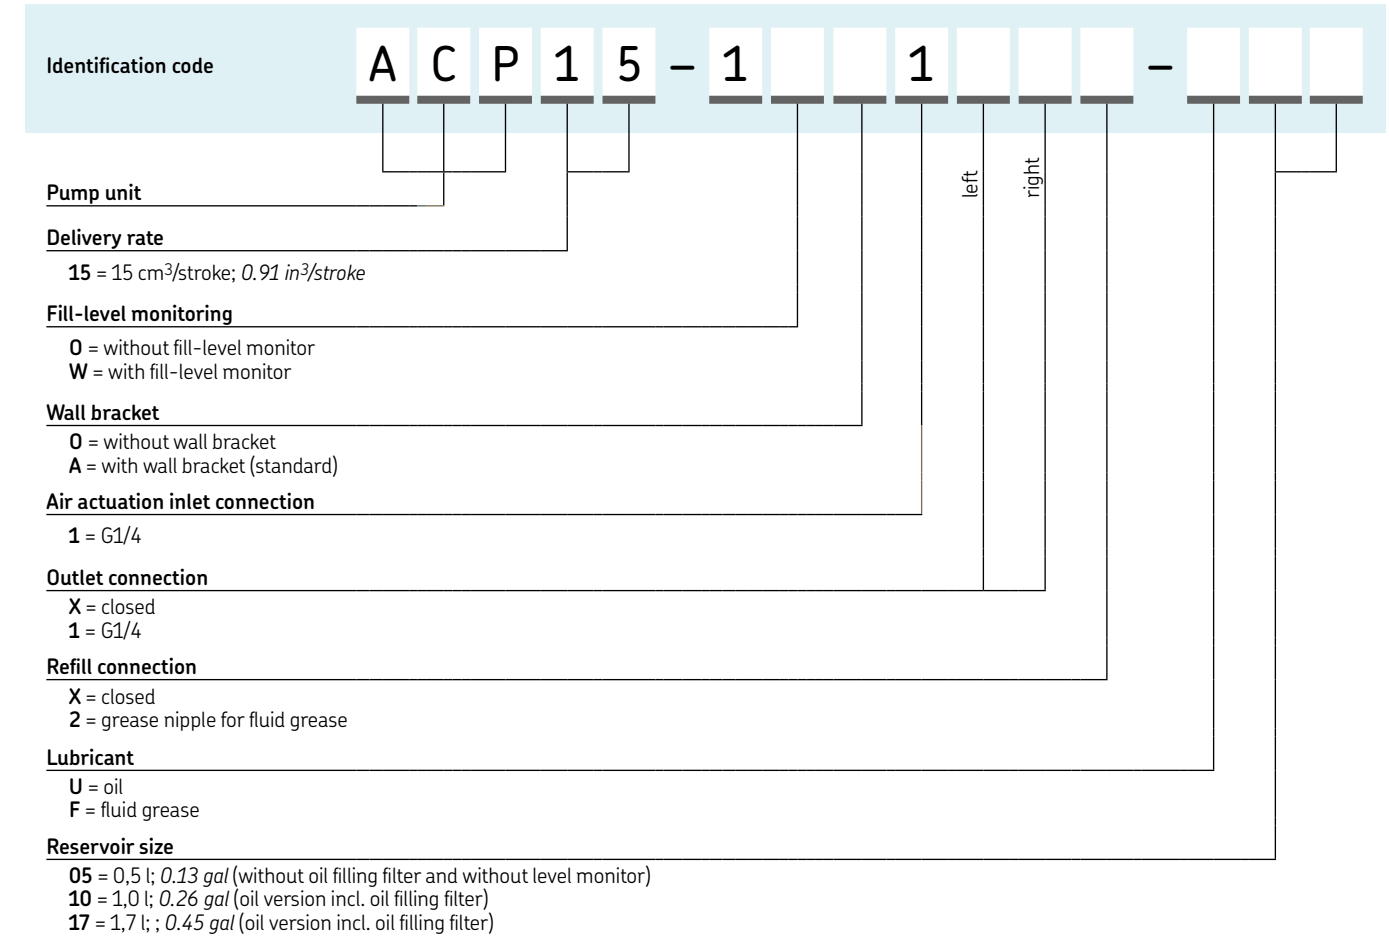 Identification code A C P 1 5 – 1 1 –
left right
Pump unit
Delivery rate
15 = 15 cm³/stroke; 0.91 in³/stroke
Fill-level monitoring
0 = without fill-level monitor
W = with fill-level monitor
Wall bracket
0 = without wall bracket
A = with wall bracket (standard)
Air actuation inlet connection
1 = G1/4
Outlet connection
X = closed
1 = G1/4
Refill connection
X = closed
2 = grease nipple for fluid grease
Lubricant
U = oil
F = fluid grease
Reservoir size
05 = 0,5 l; 0.13 gal (without oil filling filter and without level monitor)
10 = 1,0 l; 0.26 gal (oil version incl. oil filling filter)
17 = 1,7 l; ; 0.45 gal (oil version incl. oil filling filter)